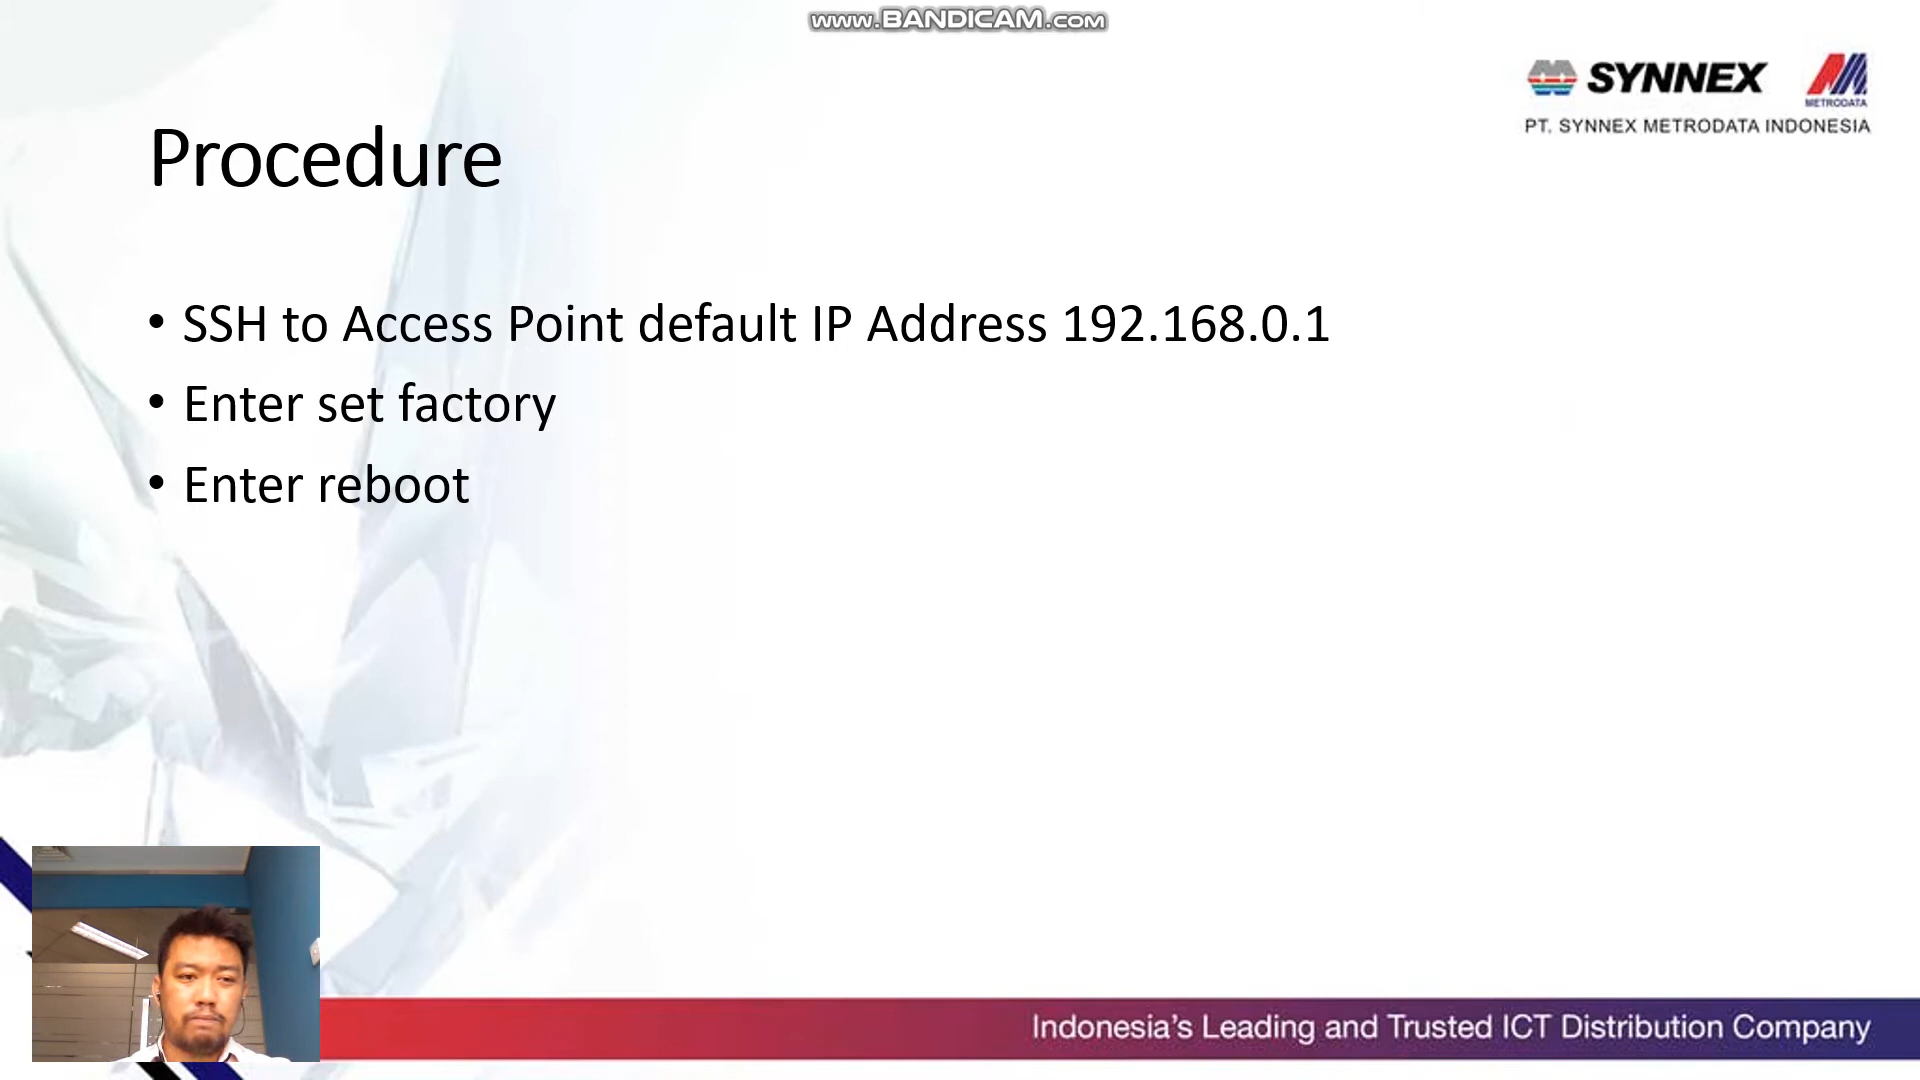 www.BANDICAM.com
SYNNEX
METRODATA
PT. SYNNEX METRODATA INDONESIA
Procedure
• SSH to Access Point default IP Address 192.168.0.1
• Enter set factory
• Enter reboot
Indonesia's Leading and Trusted ICT Distribution Company